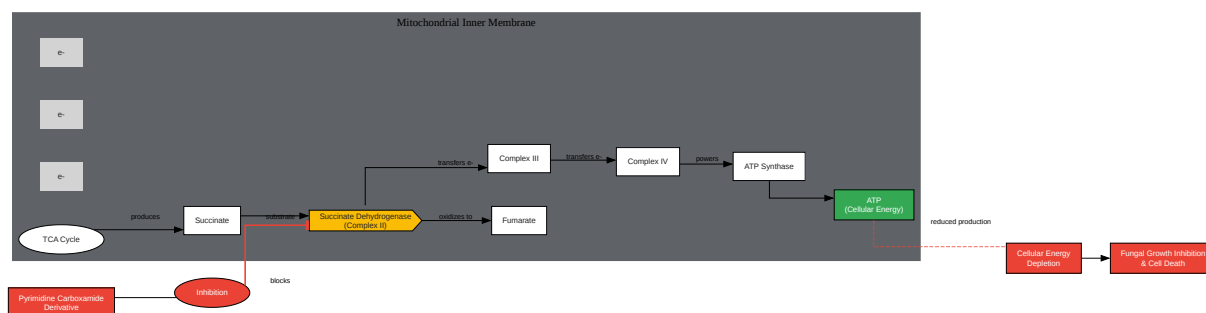 Mitochondrial Inner Membrane
e-
e-
e-
transfers e-
Complex III
transfers e-
Complex IV
powers
ATP Synthase
ATP
(Cellular Energy)
produces
Succinate
substrate
Succinate Dehydrogenase
(Complex II)
oxidizes to
Fumarate
reduced production
TCA Cycle
Cellular Energy
Depletion
Fungal Growth Inhibition
& Cell Death
blocks
Inhibition
Pyrimidine Carboxamide
Derivative